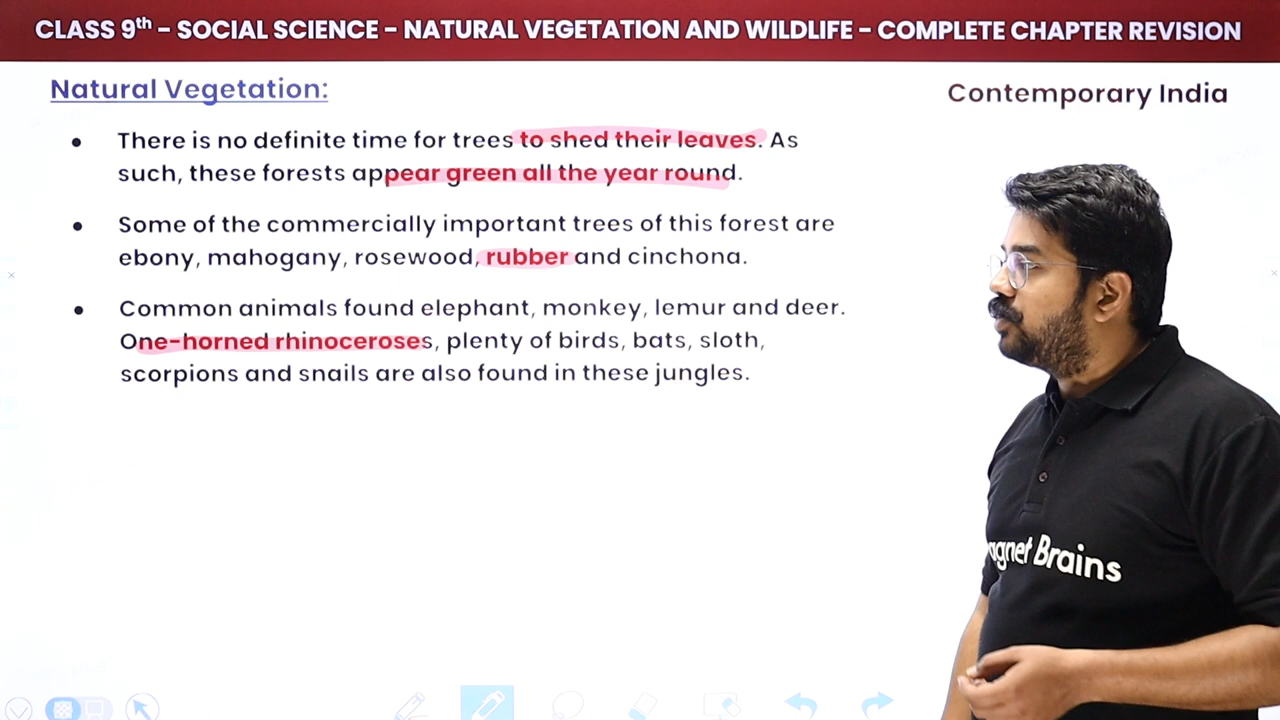 CLASS 9th – SOCIAL SCIENCE – NATURAL VEGETATION AND WILDLIFE – COMPLETE CHAPTER REVISION
Natural Vegetation:
Contemporary India
• There is no definite time for trees to shed their leaves. As
such, these forests appear green all the year round.
• Some of the commercially important trees of this forest are
ebony, mahogany, rosewood, rubber and cinchona.
• Common animals found elephant, monkey, lemur and deer.
One-horned rhinoceroses, plenty of birds, bats, sloth,
scorpions and snails are also found in these jungles.
agnet Brains